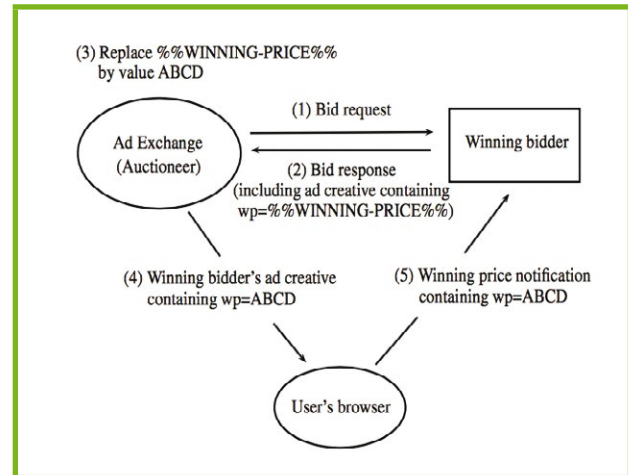 (3) Replace %%WINNING-PRICE%%
by value ABCD
(1) Bid request
Ad Exchange
(Auctioneer)
Winning bidder
(2) Bid response
(including ad creative containing
wp=%%WINNING-PRICE%%)
(4) Winning bidder's ad creative
containing wp=ABCD
(5) Winning price notification
containing wp=ABCD
User's browser